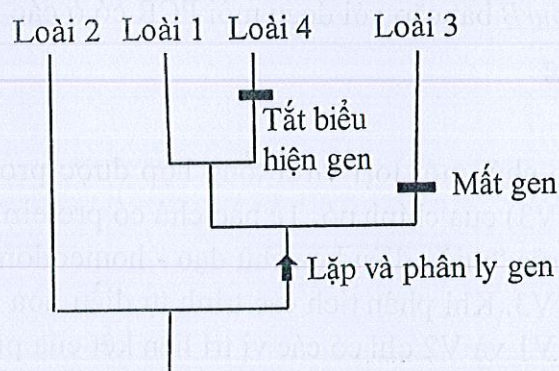 Loài 2 Loài 1 Loài 4 Loài 3
Tắt biểu
hiện gen
Mất gen
Lặp và phân ly gen